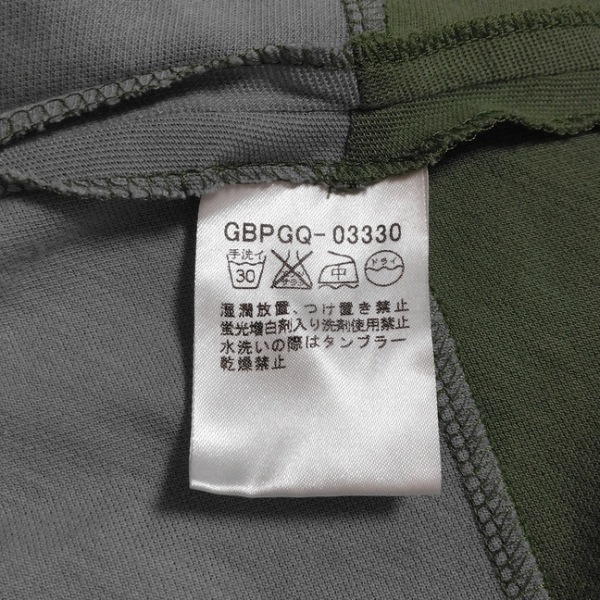 GBPGQ-03330
手洗イ 30 中 ドライ
湿潤放置、つけ置き禁止
蛍光増白剤入り洗剤使用禁止
水洗いの際はタンブラー
乾燥禁止